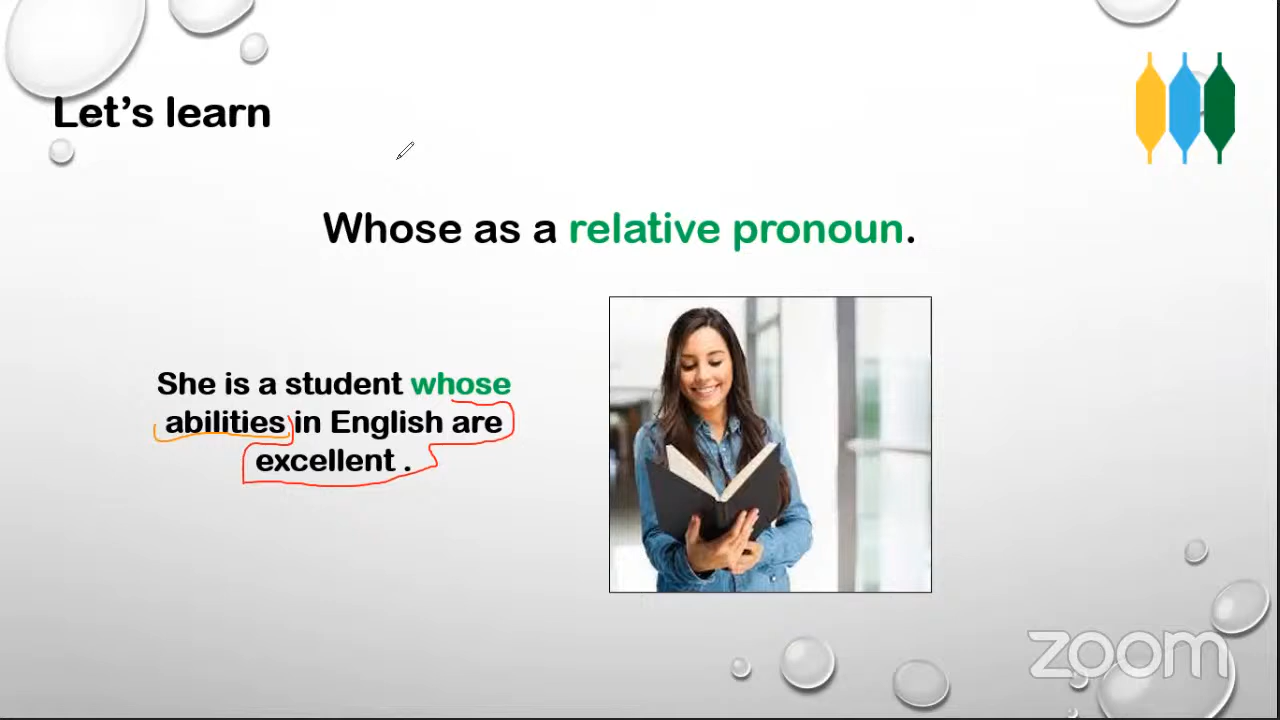 Let's learn
Whose as a relative pronoun.
She is a student whose
abilities in English are
excellent .
zoom